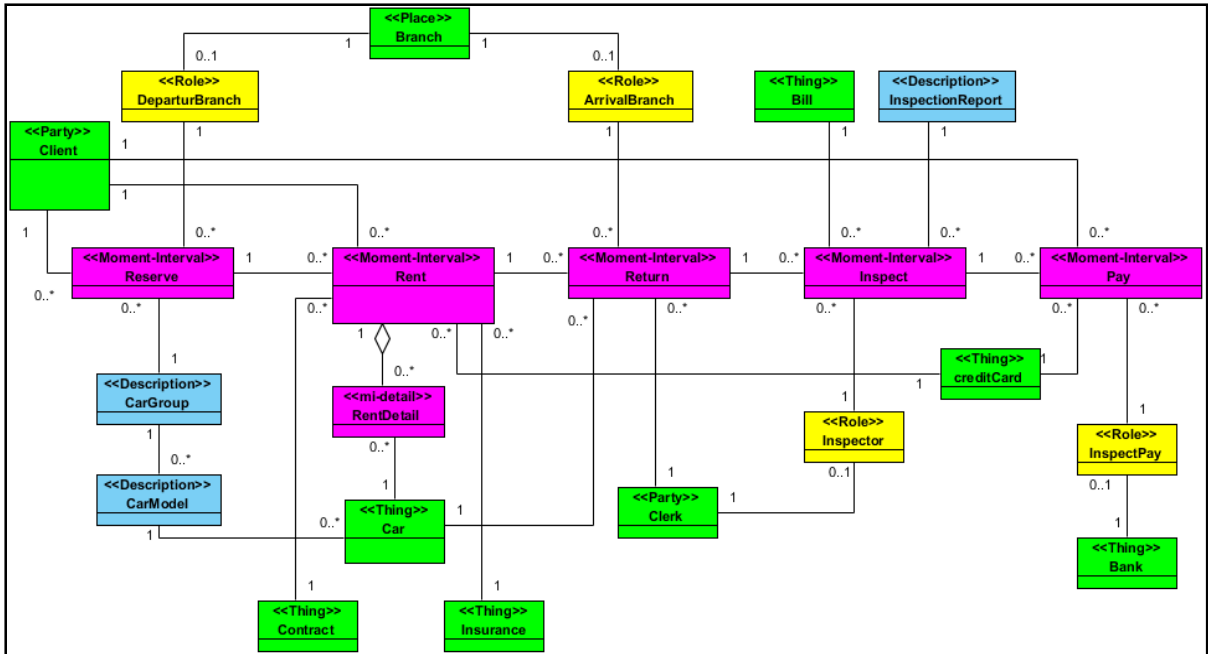 <<Place>>
Branch
1
1
0..1
0..1
<<Role>>
DeparturBranch
<<Role>>
ArrivalBranch
<<Thing>>
Bill
<<Description>>
InspectionReport
<<Party>>
Client
1
1
1
1
1
1
1
0..*
0..*
0..*
0..*
0..*
0..*
<<Moment-Interval>>
Reserve
1
0..*
<<Moment-Interval>>
Rent
1
0..*
<<Moment-Interval>>
Return
1
0..*
<<Moment-Interval>>
Inspect
1
0..*
<<Moment-Interval>>
Pay
0..*
0..*
0..*
1
0..*
0..*
0..*
0..*
0..*
0..*
0..*
1
<<Description>>
CarGroup
0..*
<<mi-detail>>
RentDetail
<<Thing>>
creditCard
1
1
1
0..*
1
0..*
<<Role>>
Inspector
1
1
<<Role>>
InspectPay
<<Description>>
CarModel
1
1
0..1
0..1
<<Party>>
Clerk
1
<<Thing>>
Car
0..*
1
1
1
<<Thing>>
Bank
1
1
<<Thing>>
Contract
<<Thing>>
Insurance